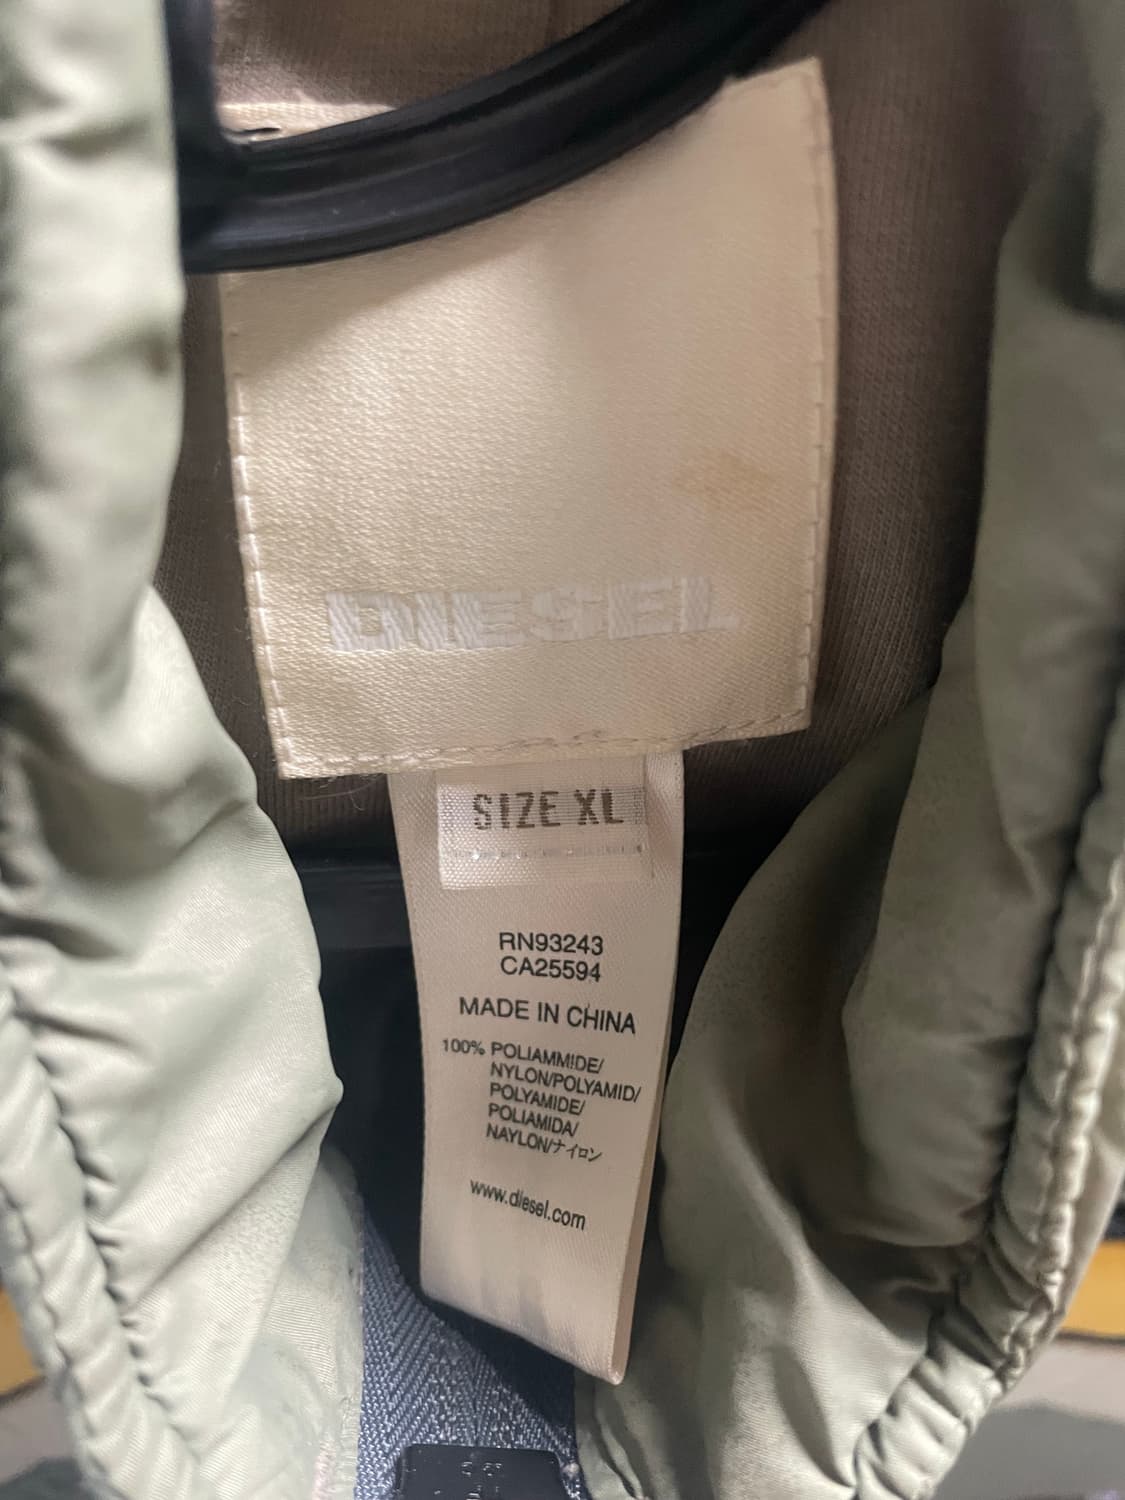 DIESEL
SIZE XL
RN93243
CA25594
MADE IN CHINA
100% POLIAMMIDE/
NYLON/POLYAMID/
POLYAMIDE/
POLIAMIDA/
NAYLON/ナイロン
www.diesel.com